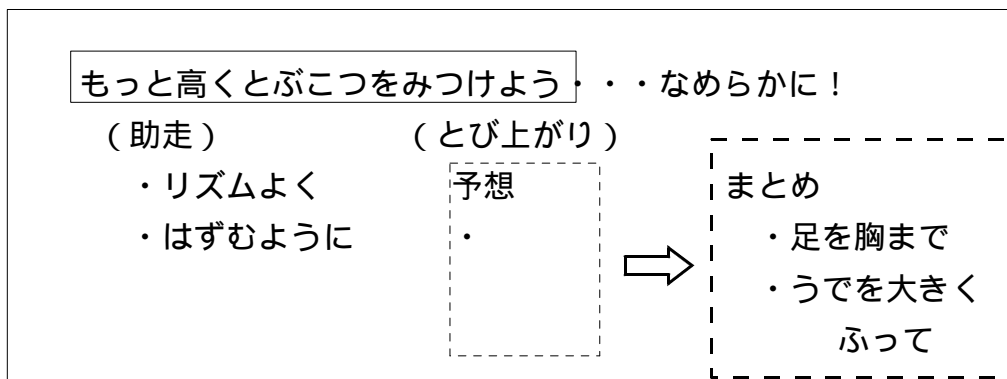 もっと高くとぶこつをみつけよう・・・なめらかに！
（助走）　（とび上がり）
・リズムよく
・はずむように
予想
・
まとめ
・足を胸まで
・うでを大きく
ふって